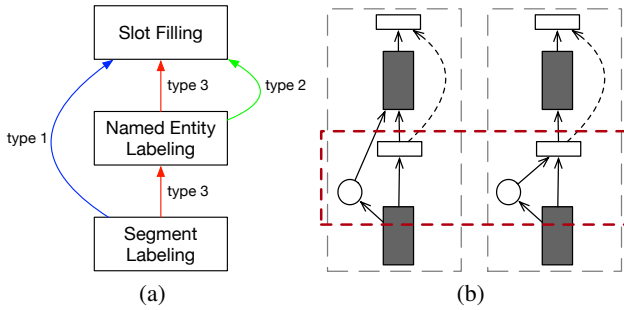 Slot Filling
type 3
type 2
type 1
Named Entity
Labeling
type 3
Segment
Labeling
(a)
(b)